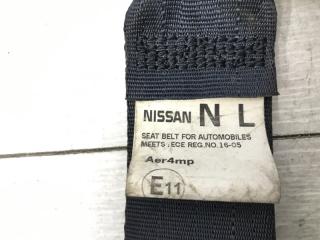 NISSAN N L
SEAT BELT FOR AUTOMOBILES
MEETS : ECE REG.NO.16-05
Aer4mp
E11